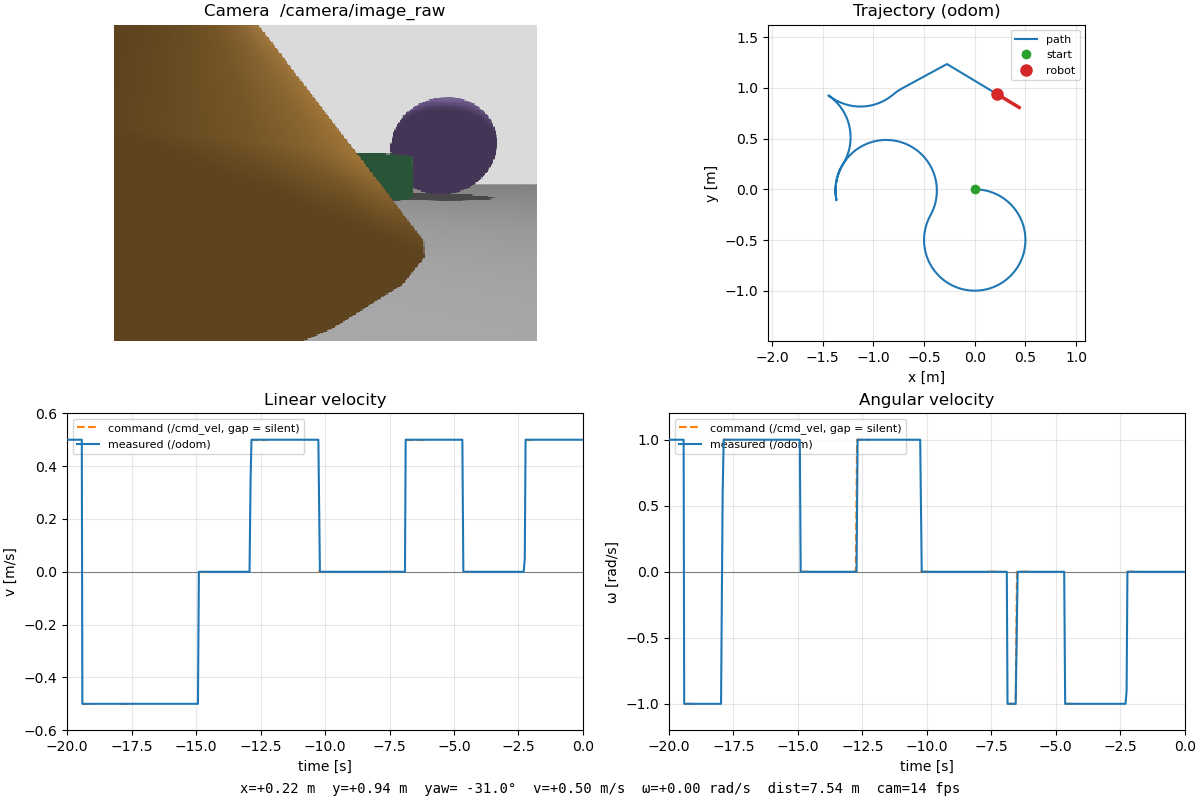 Camera  /camera/image_raw
Trajectory (odom)
path
start
robot
1.5
1.0
0.5
0.0
−0.5
−1.0
y [m]
−2.0 −1.5 −1.0 −0.5 0.0 0.5 1.0
x [m]
Linear velocity
command (/cmd_vel, gap = silent)
measured (/odom)
0.6
0.4
0.2
0.0
−0.2
−0.4
−0.6
v [m/s]
−20.0 −17.5 −15.0 −12.5 −10.0 −7.5 −5.0 −2.5 0.0
time [s]
Angular velocity
command (/cmd_vel, gap = silent)
measured (/odom)
1.0
0.5
0.0
−0.5
−1.0
ω [rad/s]
−20.0 −17.5 −15.0 −12.5 −10.0 −7.5 −5.0 −2.5 0.0
time [s]
x=+0.22 m  y=+0.94 m  yaw= -31.0°  v=+0.50 m/s  ω=+0.00 rad/s  dist=7.54 m  cam=14 fps